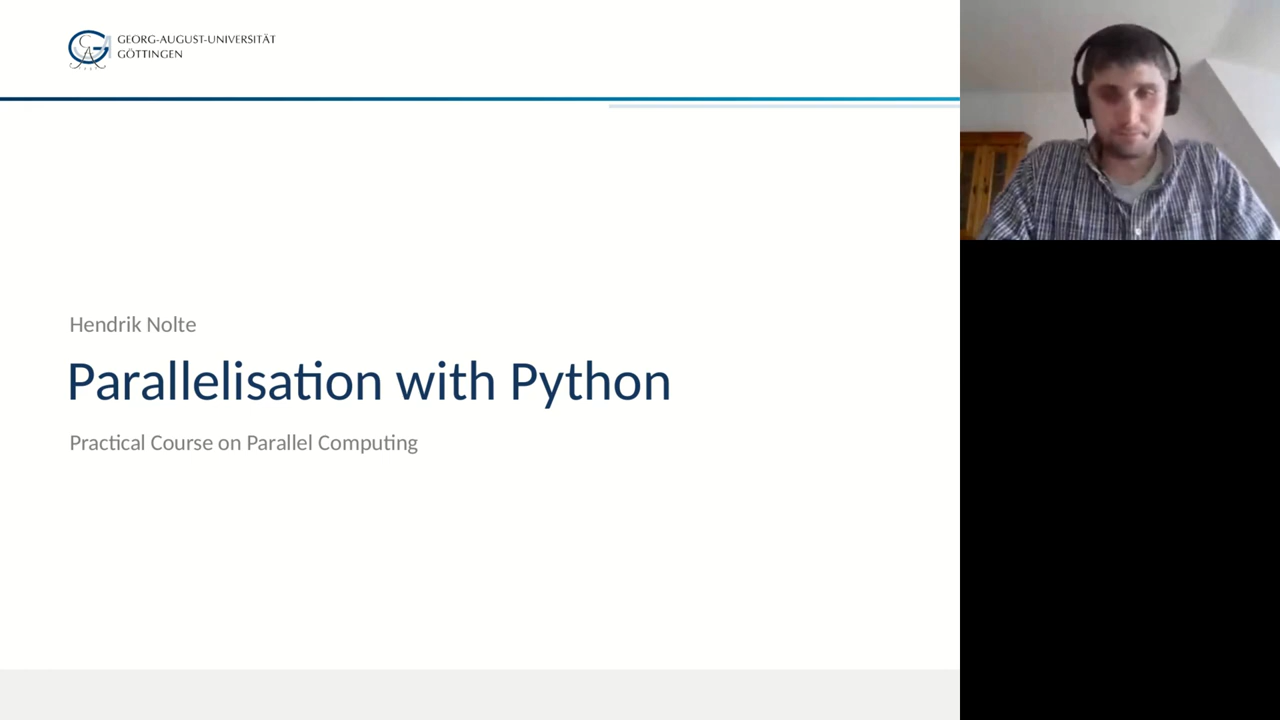 GEORG-AUGUST-UNIVERSITÄT
GÖTTINGEN
Hendrik Nolte
Parallelisation with Python
Practical Course on Parallel Computing